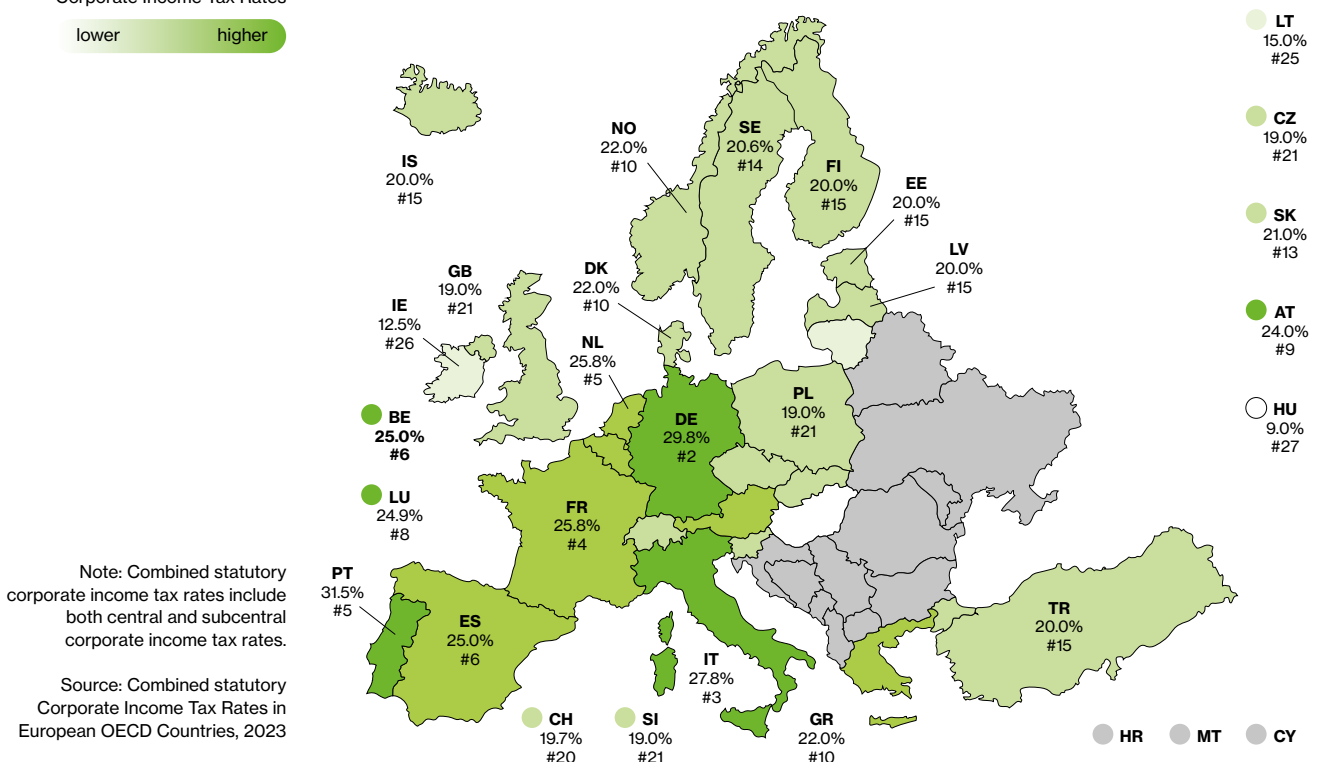 Corporate Income Tax Rates
lower higher
IS
20.0%
#15
NO
22.0%
#10
SE
20.6%
#14
FI
20.0%
#15
EE
20.0%
#15
LV
20.0%
#15
LT
15.0%
#25
CZ
19.0%
#21
SK
21.0%
#13
AT
24.0%
#9
HU
9.0%
#27
GB
19.0%
#21
IE
12.5%
#26
DK
22.0%
#10
NL
25.8%
#5
BE
25.0%
#6
LU
24.9%
#8
DE
29.8%
#2
PL
19.0%
#21
FR
25.8%
#4
PT
31.5%
#5
ES
25.0%
#6
IT
27.8%
#3
CH
19.7%
#20
SI
19.0%
#21
GR
22.0%
#10
TR
20.0%
#15
HR
MT
CY
Note: Combined statutory
corporate income tax rates include
both central and subcentral
corporate income tax rates.
Source: Combined statutory
Corporate Income Tax Rates in
European OECD Countries, 2023